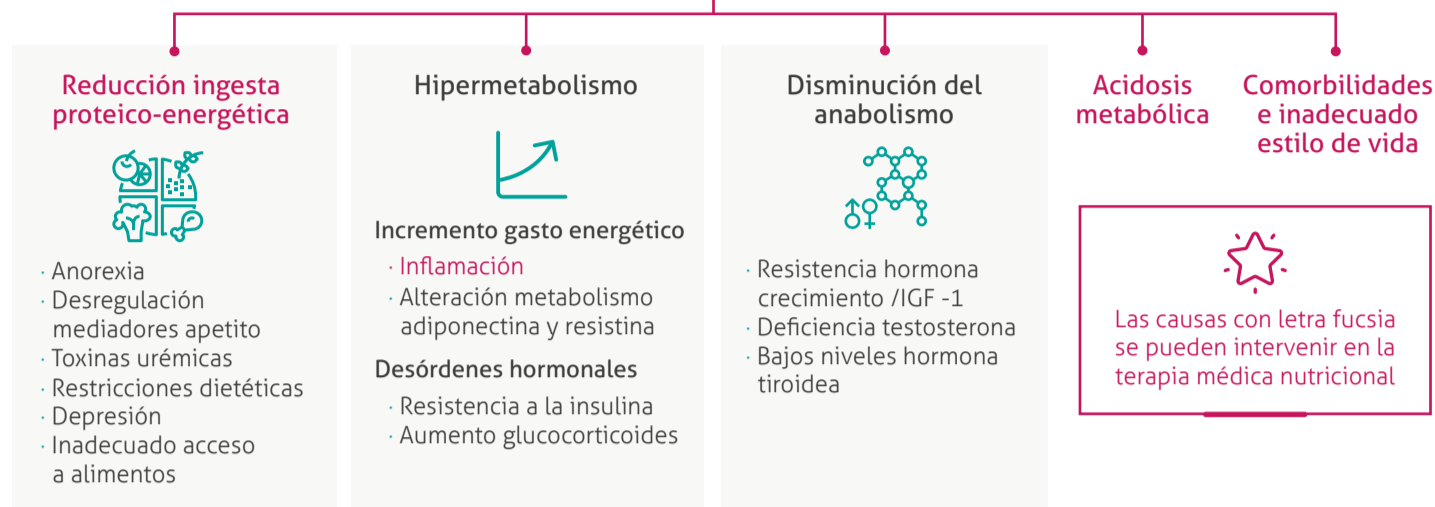 Reducción ingesta
proteico-energética
· Anorexia
· Desregulación
mediadores apetito
· Toxinas urémicas
· Restricciones dietéticas
· Depresión
· Inadecuado acceso
a alimentos
Hipermetabolismo
Incremento gasto energético
· Inflamación
· Alteración metabolismo
adiponectina y resistina
Desórdenes hormonales
· Resistencia a la insulina
· Aumento glucocorticoides
Disminución del
anabolismo
· Resistencia hormona
crecimiento /IGF -1
· Deficiencia testosterona
· Bajos niveles hormona
tiroidea
Acidosis
metabólica
Comorbilidades
e inadecuado
estilo de vida
Las causas con letra fucsia
se pueden intervenir en la
terapia médica nutricional